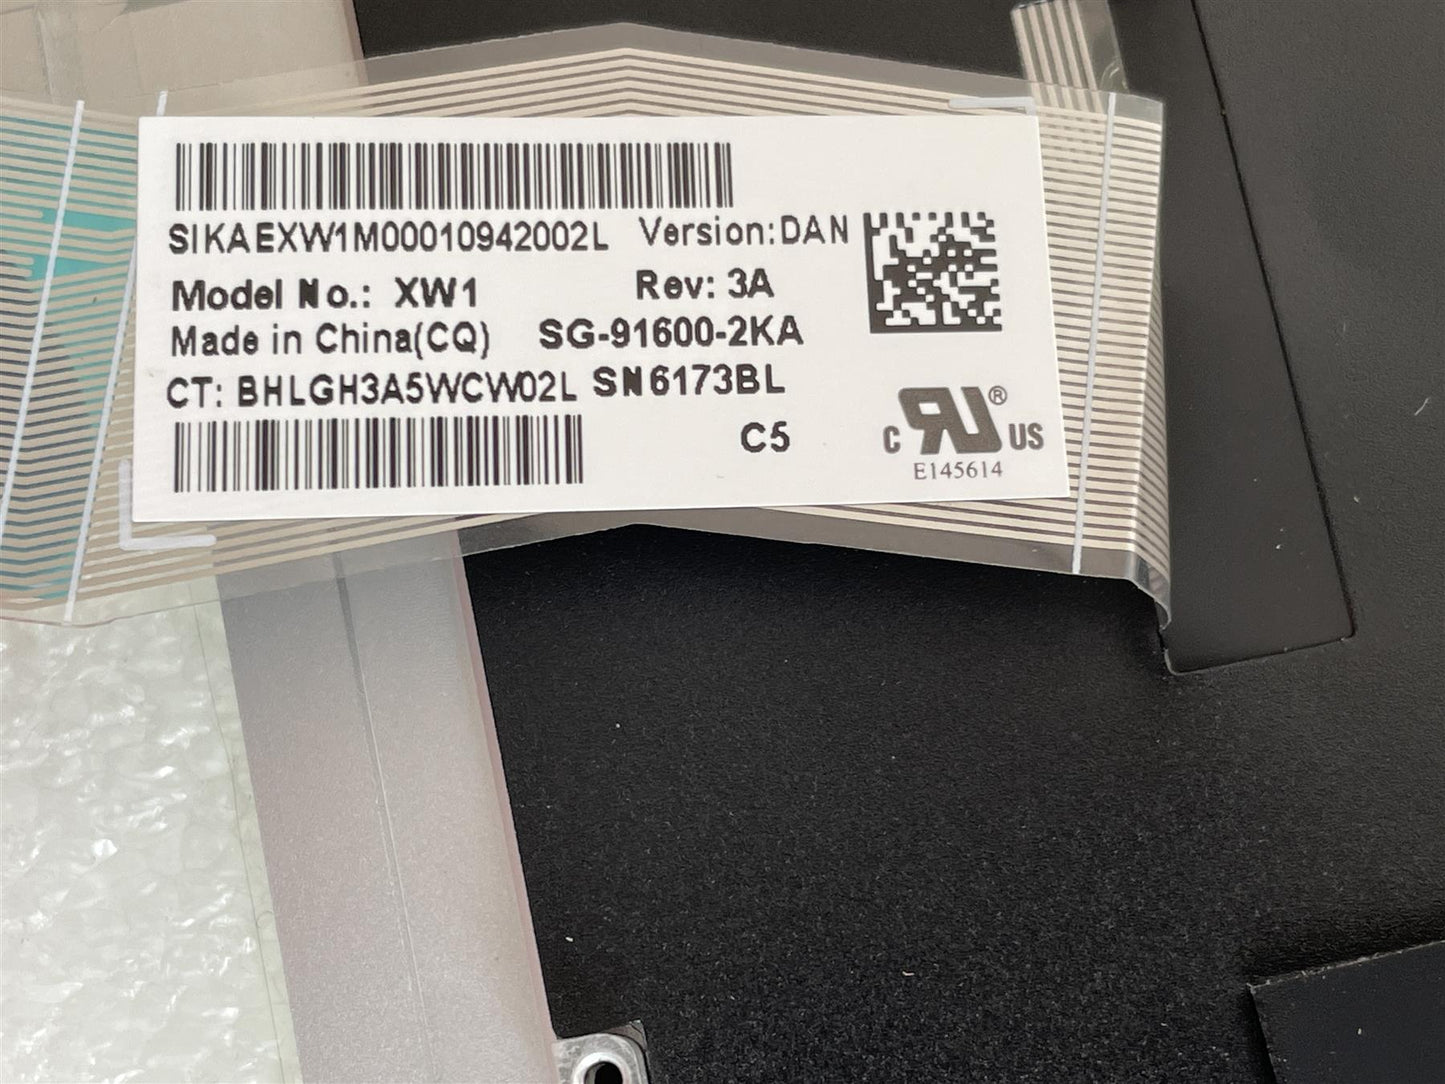 SIKAEXW1M00010942002L Version:DAN
Model No.: XW1 Rev: 3A
Made in China(CQ) SG-91600-2KA
CT: BHLGH3A5WCW02L SN6173BL
C5
C RU® US
E145614